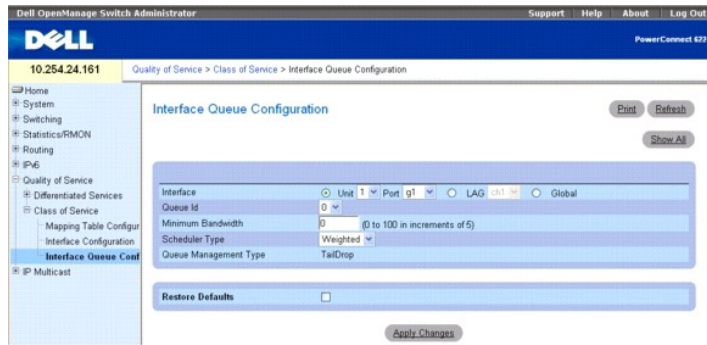 Dell OpenManage Switch Administrator
Support Help About Log Out
DELL
PowerConnect 622
10.254.24.161
Quality of Service > Class of Service > Interface Queue Configuration
Home
System
Switching
Statistics/RMON
Routing
IPv6
Quality of Service
Differentiated Services
Class of Service
Mapping Table Configur
Interface Configuration
Interface Queue Conf
IP Multicast
Interface Queue Configuration
Print Refresh
Show All
Interface Unit 1 Port g1 LAG ch1 Global
Queue Id 0
Minimum Bandwidth 0 (0 to 100 in increments of 5)
Scheduler Type Weighted
Queue Management Type TailDrop
Restore Defaults
Apply Changes